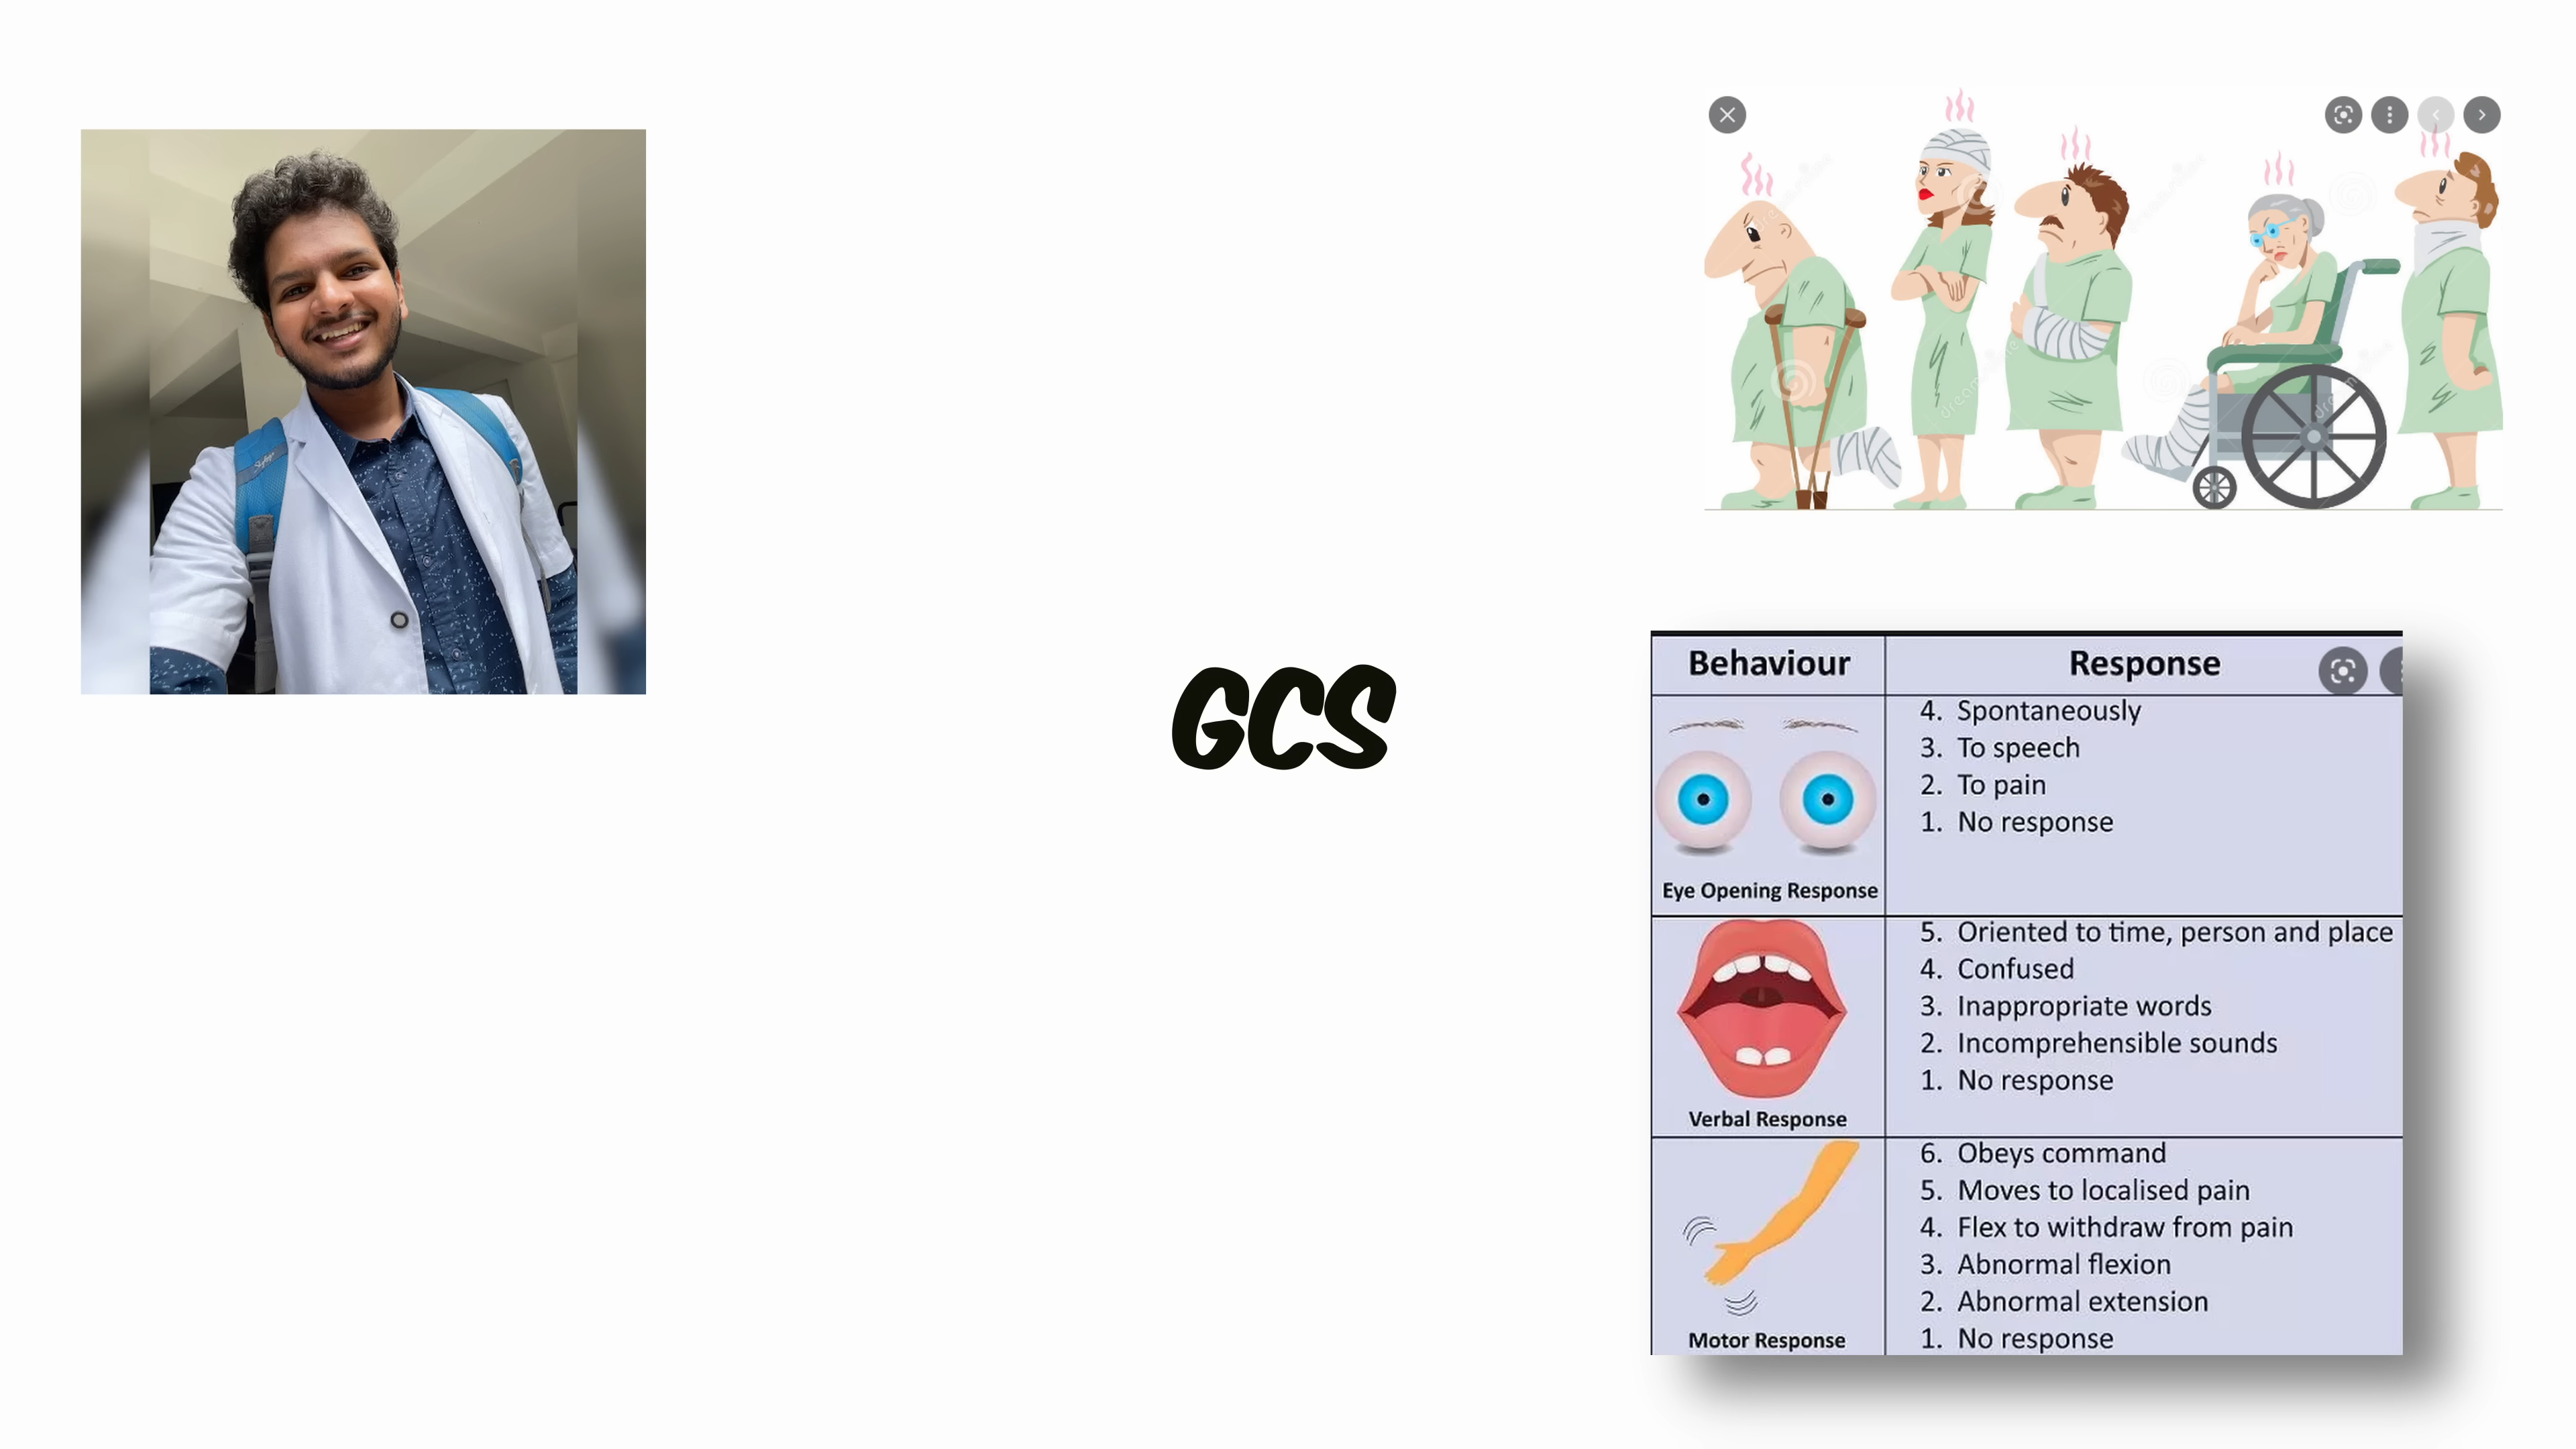 GCS
Behaviour Response
4. Spontaneously
3. To speech
2. To pain
1. No response
Eye Opening Response
5. Oriented to time, person and place
4. Confused
3. Inappropriate words
2. Incomprehensible sounds
1. No response
Verbal Response
6. Obeys command
5. Moves to localised pain
4. Flex to withdraw from pain
3. Abnormal flexion
2. Abnormal extension
1. No response
Motor Response